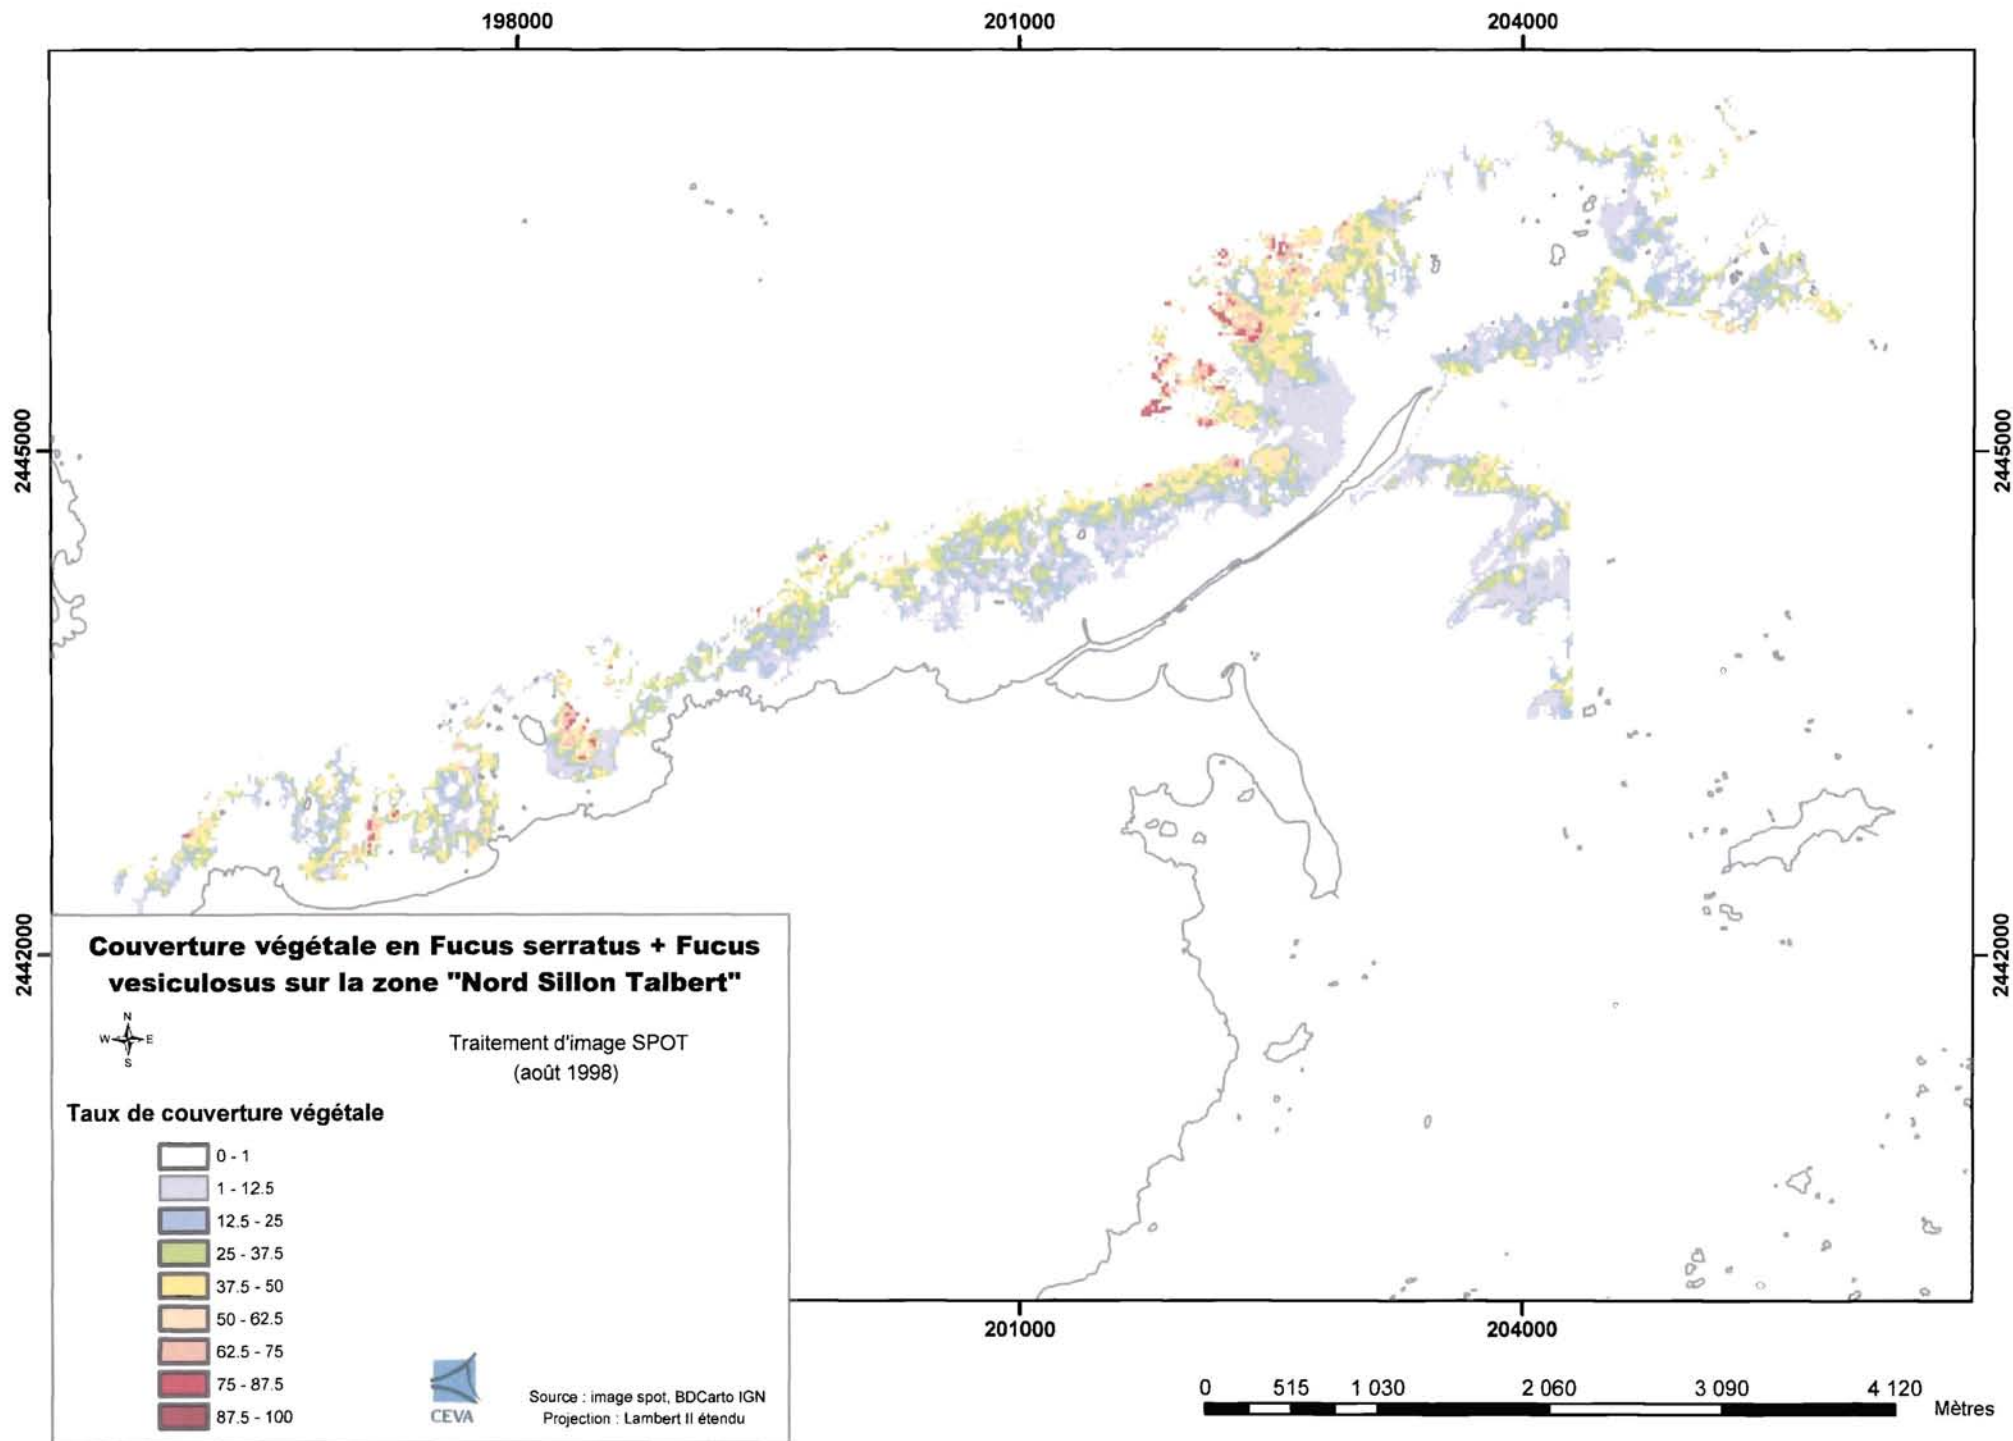 198000
201000
204000
2445000
2445000
2442000
2442000
Couverture végétale en Fucus serratus + Fucus
vesiculosus sur la zone "Nord Sillon Talbert"
N
W E
S
Traitement d'image SPOT
(août 1998)
Taux de couverture végétale
0 - 1
1 - 12.5
12.5 - 25
25 - 37.5
37.5 - 50
50 - 62.5
62.5 - 75
75 - 87.5
87.5 - 100
CEVA
Source : image spot, BDCarto IGN
Projection : Lambert II étendu
201000
204000
0 515 1 030 2 060 3 090 4 120
Mètres